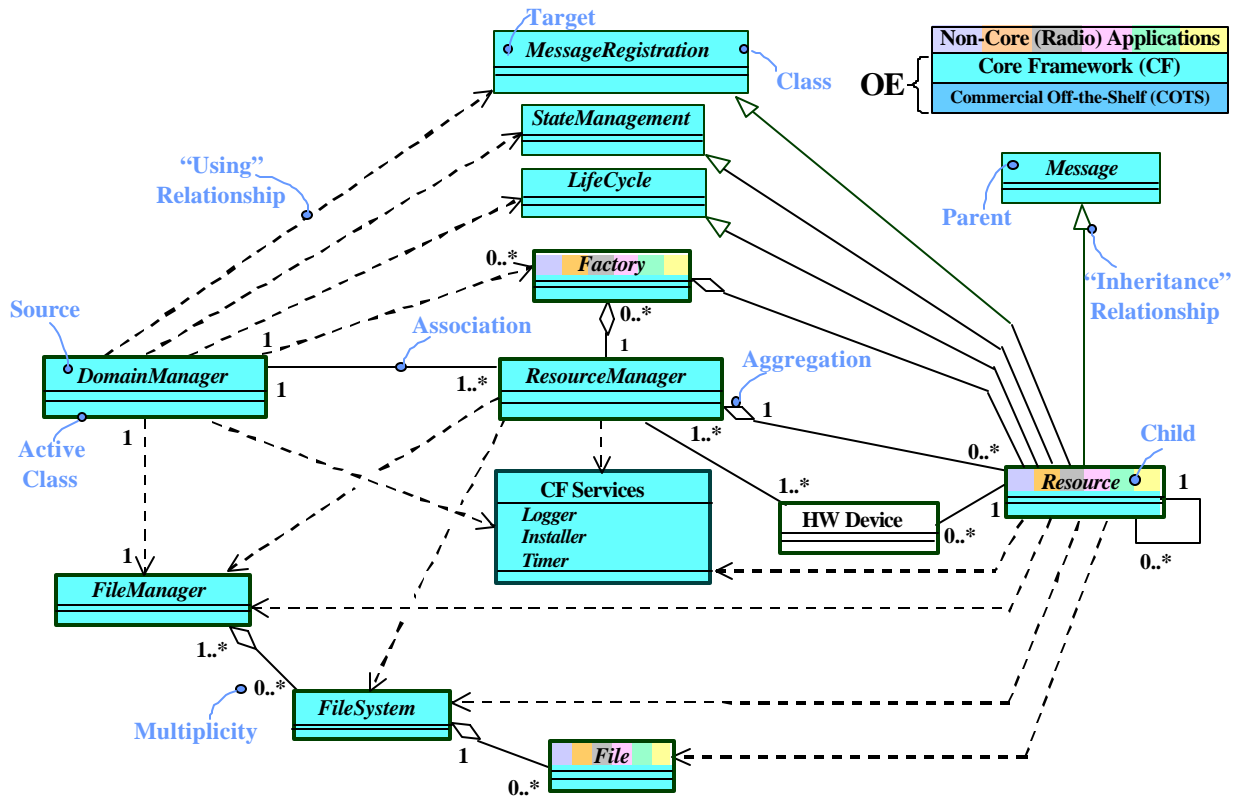 Target
MessageRegistration
Class
Non-Core (Radio) Applications
Core Framework (CF)
OE
Commercial Off-the-Shelf (COTS)
StateManagement
“Using”
Relationship
LifeCycle
Message
Parent
0..*
Factory
“Inheritance”
Relationship
Source
Association
0..*
1
1
Aggregation
DomainManager
1
1..*
ResourceManager
1
1..*
Active
Class
1
0..*
Child
CF Services
Logger
Installer
Timer
1..*
HW Device
0..*
Resource
1
1
0..*
1
FileManager
1..*
0..*
Multiplicity
FileSystem
1
0..*
File